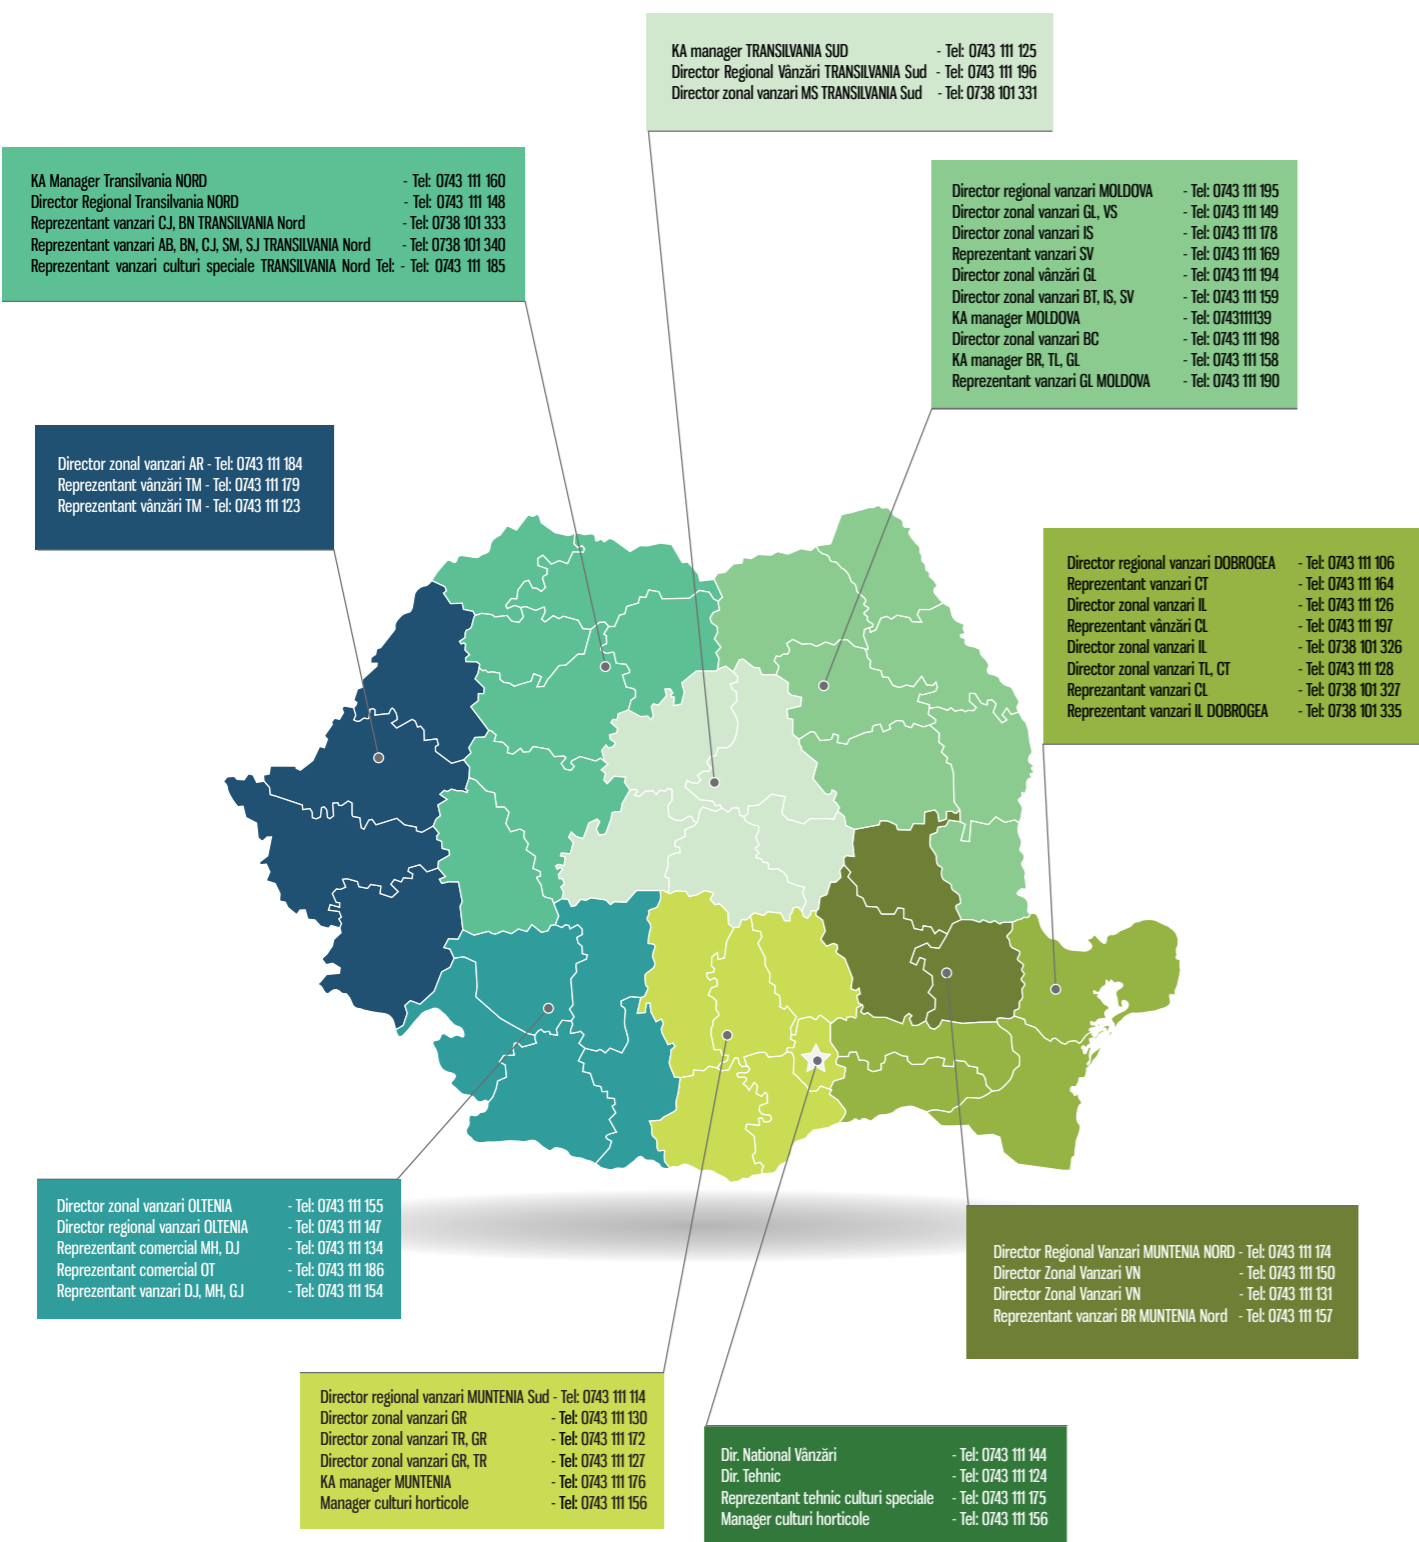 KA manager TRANSILVANIA SUD - Tel: 0743 111 125
Director Regional Vânzări TRANSILVANIA Sud - Tel: 0743 111 196
Director zonal vanzari MS TRANSILVANIA Sud - Tel: 0738 101 331
KA Manager Transilvania NORD - Tel: 0743 111 160
Director Regional Transilvania NORD - Tel: 0743 111 148
Reprezentant vanzari CJ, BN TRANSILVANIA Nord - Tel: 0738 101 333
Reprezentant vanzari AB, BN, CJ, SM, SJ TRANSILVANIA Nord - Tel: 0738 101 340
Reprezentant vanzari culturi speciale TRANSILVANIA Nord Tel: - Tel: 0743 111 185
Director regional vanzari MOLDOVA - Tel: 0743 111 195
Director zonal vanzari GL, VS - Tel: 0743 111 149
Director zonal vanzari IS - Tel: 0743 111 178
Reprezentant vanzari SV - Tel: 0743 111 169
Director zonal vânzări GL - Tel: 0743 111 194
Director zonal vanzari BT, IS, SV - Tel: 0743 111 159
KA manager MOLDOVA - Tel: 0743111139
Director zonal vanzari BC - Tel: 0743 111 198
KA manager BR, TL, GL - Tel: 0743 111 158
Reprezentant vanzari GL MOLDOVA - Tel: 0743 111 190
Director zonal vanzari AR - Tel: 0743 111 184
Reprezentant vânzări TM - Tel: 0743 111 179
Reprezentant vânzări TM - Tel: 0743 111 123
Director regional vanzari DOBROGEA - Tel: 0743 111 106
Reprezentant vanzari CT - Tel: 0743 111 164
Director zonal vanzari IL - Tel: 0743 111 126
Reprezentant vânzări CL - Tel: 0743 111 197
Director zonal vanzari IL - Tel: 0738 101 326
Director zonal vanzari TL, CT - Tel: 0743 111 128
Reprezantant vanzari CL - Tel: 0738 101 327
Reprezentant vanzari IL DOBROGEA - Tel: 0738 101 335
Director zonal vanzari OLTENIA - Tel: 0743 111 155
Director regional vanzari OLTENIA - Tel: 0743 111 147
Reprezentant comercial MH, DJ - Tel: 0743 111 134
Reprezentant comercial OT - Tel: 0743 111 186
Reprezentant vanzari DJ, MH, GJ - Tel: 0743 111 154
Director Regional Vanzari MUNTENIA NORD - Tel: 0743 111 174
Director Zonal Vanzari VN - Tel: 0743 111 150
Director Zonal Vanzari VN - Tel: 0743 111 131
Reprezentant vanzari BR MUNTENIA Nord - Tel: 0743 111 157
Director regional vanzari MUNTENIA Sud - Tel: 0743 111 114
Director zonal vanzari GR - Tel: 0743 111 130
Director zonal vanzari TR, GR - Tel: 0743 111 172
Director zonal vanzari GR, TR - Tel: 0743 111 127
KA manager MUNTENIA - Tel: 0743 111 176
Manager culturi horticole - Tel: 0743 111 156
Dir. National Vânzări - Tel: 0743 111 144
Dir. Tehnic - Tel: 0743 111 124
Reprezentant tehnic culturi speciale - Tel: 0743 111 175
Manager culturi horticole - Tel: 0743 111 156